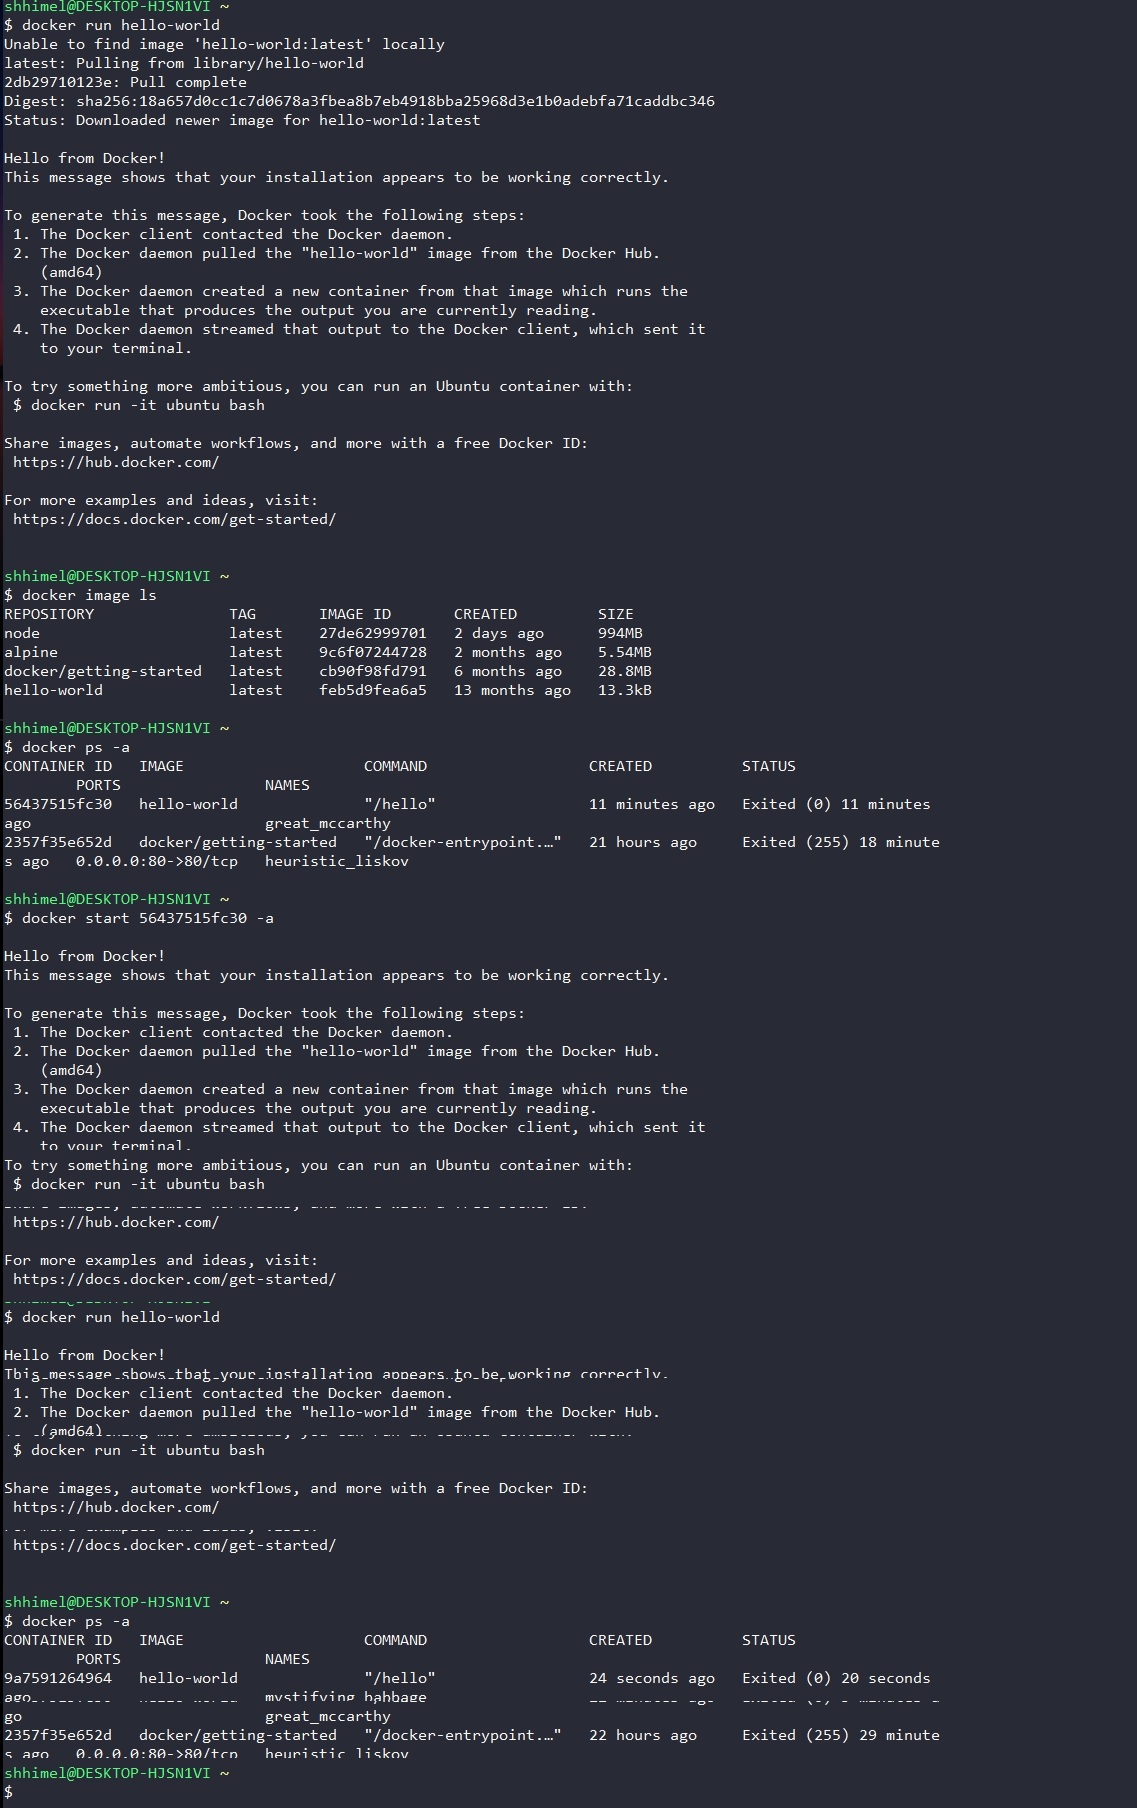 shhimel@DESKTOP-HJSN1VI ~
$ docker run hello-world
Unable to find image 'hello-world:latest' locally
latest: Pulling from library/hello-world
2db29710123e: Pull complete
Digest: sha256:18a657d0cc1c7d0678a3fbea8b7eb4918bba25968d3e1b0adebfa71caddbc346
Status: Downloaded newer image for hello-world:latest

Hello from Docker!
This message shows that your installation appears to be working correctly.

To generate this message, Docker took the following steps:
 1. The Docker client contacted the Docker daemon.
 2. The Docker daemon pulled the "hello-world" image from the Docker Hub.
    (amd64)
 3. The Docker daemon created a new container from that image which runs the
    executable that produces the output you are currently reading.
 4. The Docker daemon streamed that output to the Docker client, which sent it
    to your terminal.

To try something more ambitious, you can run an Ubuntu container with:
 $ docker run -it ubuntu bash

Share images, automate workflows, and more with a free Docker ID:
 https://hub.docker.com/

For more examples and ideas, visit:
 https://docs.docker.com/get-started/

shhimel@DESKTOP-HJSN1VI ~
$ docker image ls
REPOSITORY               TAG       IMAGE ID       CREATED         SIZE
node                     latest    27de62999701   2 days ago      994MB
alpine                   latest    9c6f07244728   2 months ago    5.54MB
docker/getting-started   latest    cb90f98fd791   6 months ago    28.8MB
hello-world              latest    feb5d9fea6a5   13 months ago   13.3kB

shhimel@DESKTOP-HJSN1VI ~
$ docker ps -a
CONTAINER ID   IMAGE                    COMMAND                  CREATED          STATUS
        PORTS                NAMES
56437515fc30   hello-world              "/hello"                 11 minutes ago   Exited (0) 11 minutes
ago                          great_mccarthy
2357f35e652d   docker/getting-started   "/docker-entrypoint.…"   21 hours ago     Exited (255) 18 minute
s ago   0.0.0.0:80->80/tcp   heuristic_liskov

shhimel@DESKTOP-HJSN1VI ~
$ docker start 56437515fc30 -a

Hello from Docker!
This message shows that your installation appears to be working correctly.

To generate this message, Docker took the following steps:
 1. The Docker client contacted the Docker daemon.
 2. The Docker daemon pulled the "hello-world" image from the Docker Hub.
    (amd64)
 3. The Docker daemon created a new container from that image which runs the
    executable that produces the output you are currently reading.
 4. The Docker daemon streamed that output to the Docker client, which sent it
    to your terminal.
To try something more ambitious, you can run an Ubuntu container with:
 $ docker run -it ubuntu bash
 https://hub.docker.com/

For more examples and ideas, visit:
 https://docs.docker.com/get-started/
$ docker run hello-world

Hello from Docker!
This message shows that your installation appears to be working correctly.
 1. The Docker client contacted the Docker daemon.
 2. The Docker daemon pulled the "hello-world" image from the Docker Hub.
    (amd64)
 $ docker run -it ubuntu bash

Share images, automate workflows, and more with a free Docker ID:
 https://hub.docker.com/
 https://docs.docker.com/get-started/

shhimel@DESKTOP-HJSN1VI ~
$ docker ps -a
CONTAINER ID   IMAGE                    COMMAND                  CREATED          STATUS
        PORTS                NAMES
9a7591264964   hello-world              "/hello"                 24 seconds ago   Exited (0) 20 seconds
ago                          mystifying_babbage
go                           great_mccarthy
2357f35e652d   docker/getting-started   "/docker-entrypoint.…"   22 hours ago     Exited (255) 29 minute
s ago   0.0.0.0:80->80/tcp   heuristic_liskov
shhimel@DESKTOP-HJSN1VI ~
$